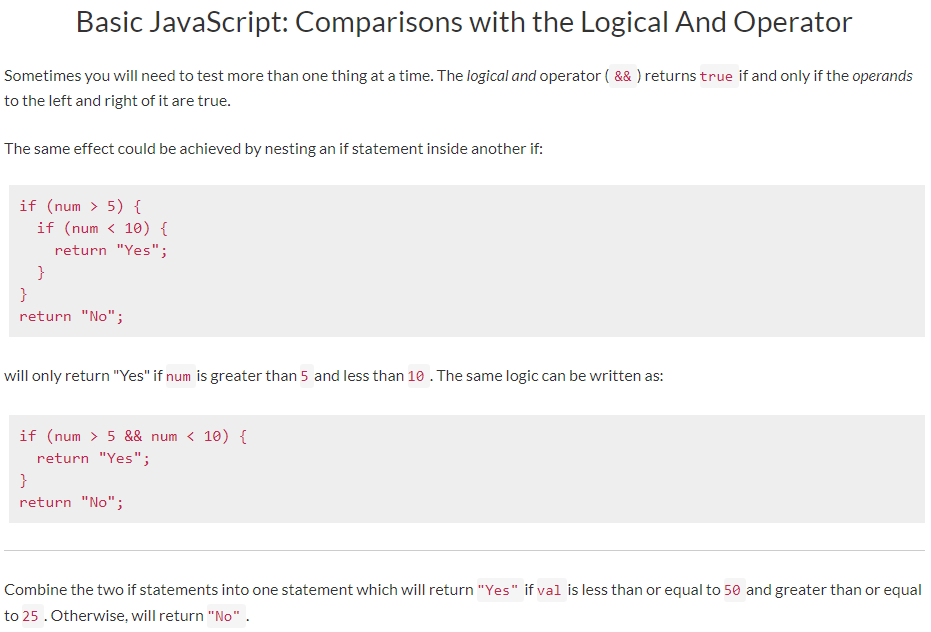 Basic JavaScript: Comparisons with the Logical And Operator
Sometimes you will need to test more than one thing at a time. The logical and operator ( && ) returns true if and only if the operands
to the left and right of it are true.
The same effect could be achieved by nesting an if statement inside another if:
if (num > 5) {
  if (num < 10) {
    return "Yes";
  }
}
return "No";
will only return "Yes" if num is greater than 5 and less than 10 . The same logic can be written as:
if (num > 5 && num < 10) {
  return "Yes";
}
return "No";
Combine the two if statements into one statement which will return "Yes" if val is less than or equal to 50 and greater than or equal
to 25 . Otherwise, will return "No" .